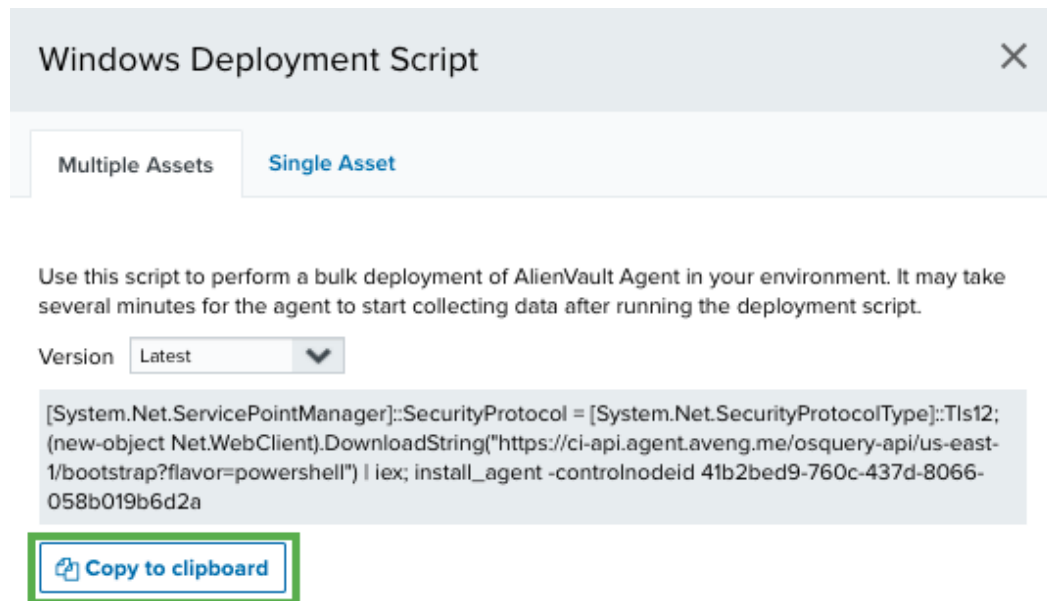 Windows Deployment Script
Multiple Assets
Single Asset
Use this script to perform a bulk deployment of AlienVault Agent in your environment. It may take
several minutes for the agent to start collecting data after running the deployment script.
Version
Latest
[System.Net.ServicePointManager]::SecurityProtocol = [System.Net.SecurityProtocolType]::Tls12;
(new-object Net.WebClient).DownloadString("https://ci-api.agent.aveng.me/osquery-api/us-east-
1/bootstrap?flavor=powershell") | iex; install_agent -controlnodeid 41b2bed9-760c-437d-8066-
058b019b6d2a
Copy to clipboard